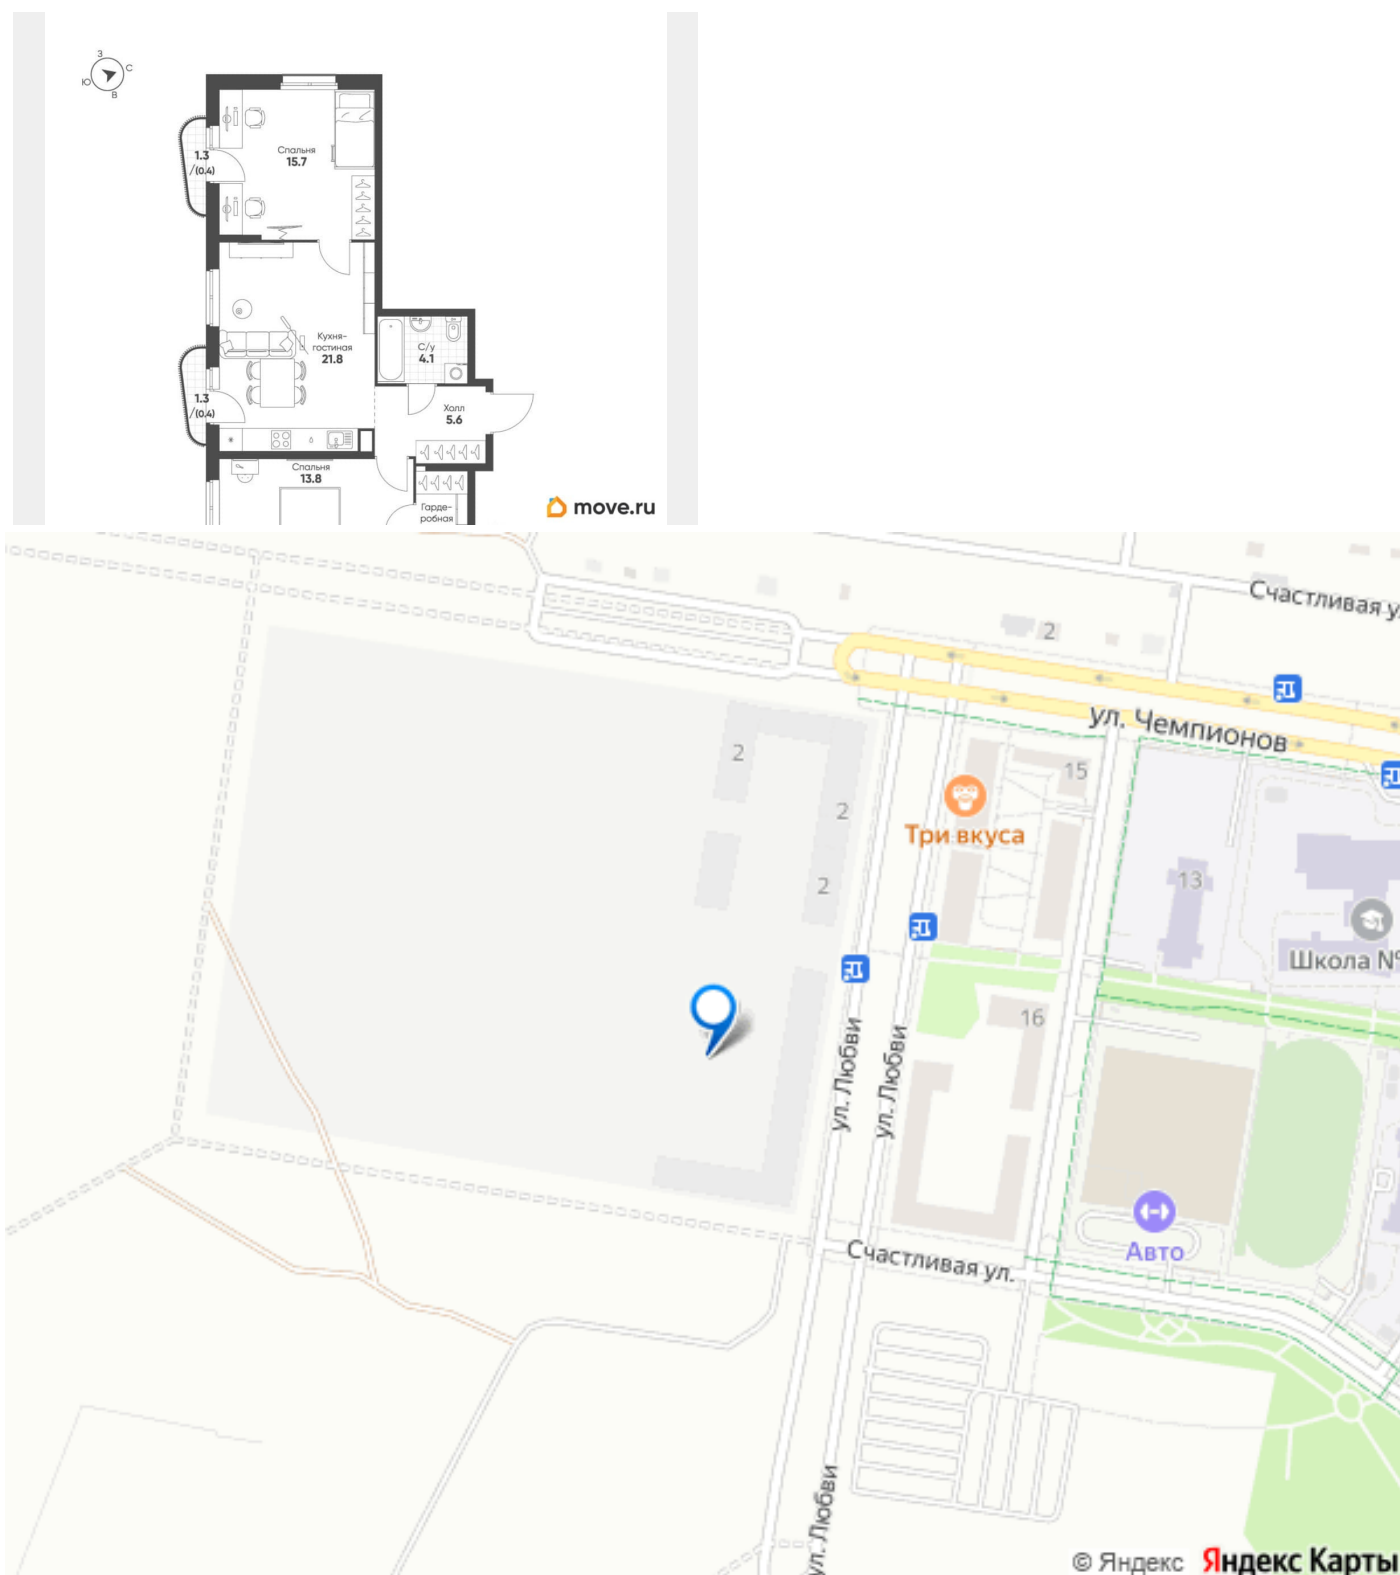 З
Ю
С
В
Спальня
15.7
1.3
/(0.4)
Кухня-
гостиная
21.8
С/у
4.1
1.3
/(0.4)
Холл
5.6
Спальня
13.8
Гарде-
робная
move.ru
Счастливая у
2
ул. Чемпионов
2
15
2
Три вкуса
2
13
Школа №
16
ул. Любви
ул. Любви
Авто
Счастливая ул.
ул. Любви
© Яндекс Яндекс Карты